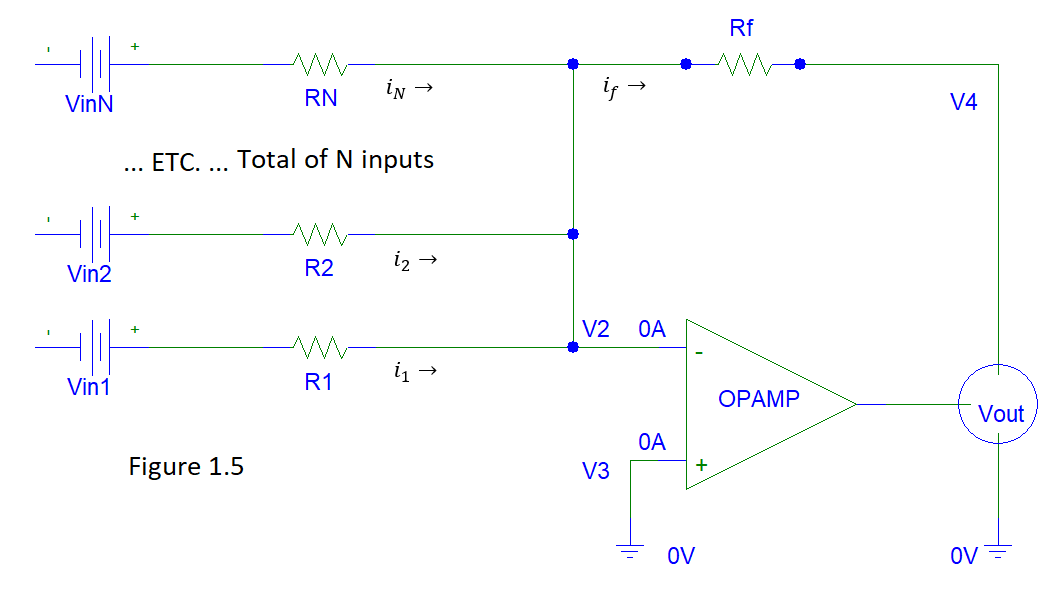 Rf
- +
VinN
RN
iN →
if →
V4
... ETC. ... Total of N inputs
- +
Vin2
R2
i2 →
- +
Vin1
R1
i1 →
V2 0A
-
OPAMP
Vout
0A
V3
+
Figure 1.5
0V
0V